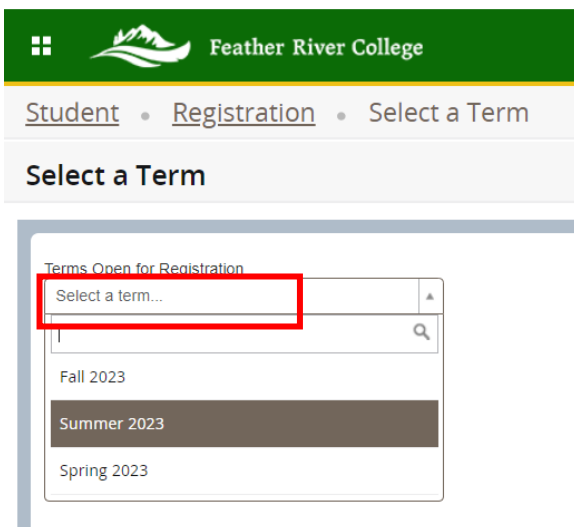 Feather River College
Student • Registration • Select a Term
Select a Term
Terms Open for Registration
Select a term...
Fall 2023
Summer 2023
Spring 2023